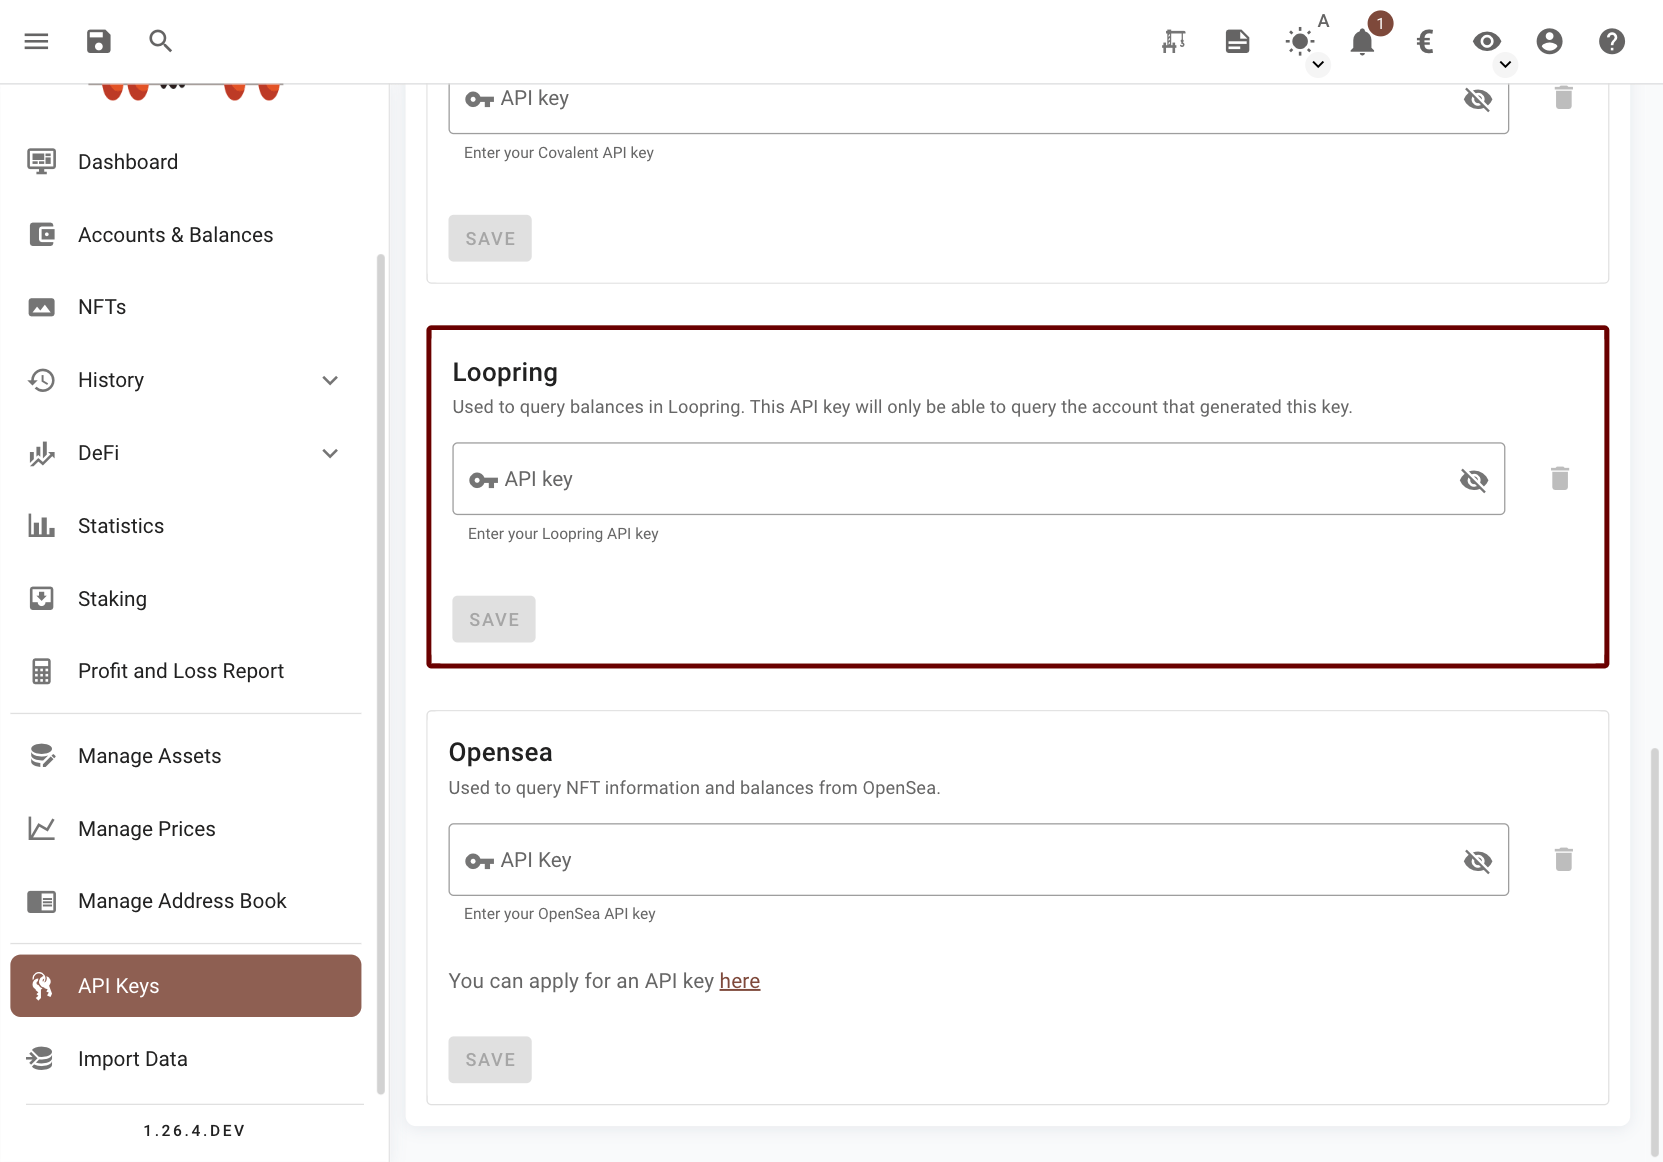 A
1
€
Dashboard
Accounts & Balances
NFTs
History
DeFi
Statistics
Staking
Profit and Loss Report
Manage Assets
Manage Prices
Manage Address Book
API Keys
Import Data
1.26.4.DEV
API key
Enter your Covalent API key
SAVE
Loopring
Used to query balances in Loopring. This API key will only be able to query the account that generated this key.
API key
Enter your Loopring API key
SAVE
Opensea
Used to query NFT information and balances from OpenSea.
API Key
Enter your OpenSea API key
You can apply for an API key here
SAVE